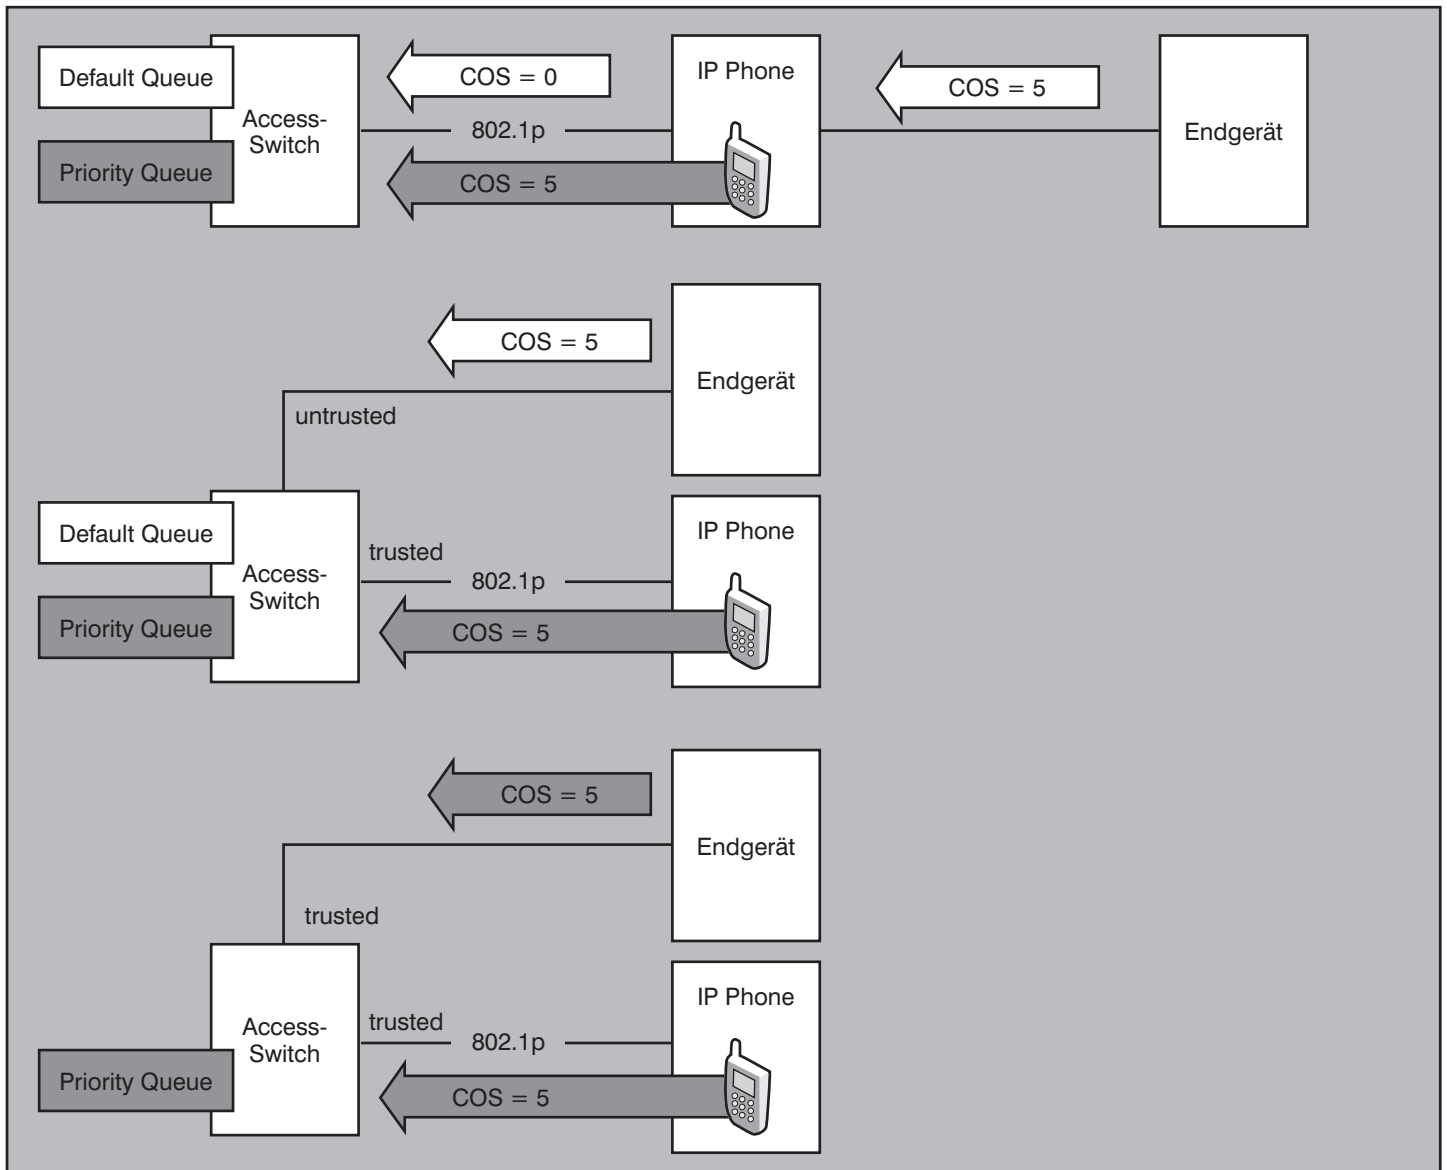 Default Queue
Priority Queue
Access-
Switch
COS = 0
802.1p
COS = 5
IP Phone
COS = 5
Endgerät
COS = 5
Endgerät
untrusted
Default Queue
Priority Queue
Access-
Switch
trusted
802.1p
COS = 5
IP Phone
COS = 5
Endgerät
trusted
Priority Queue
Access-
Switch
trusted
802.1p
COS = 5
IP Phone